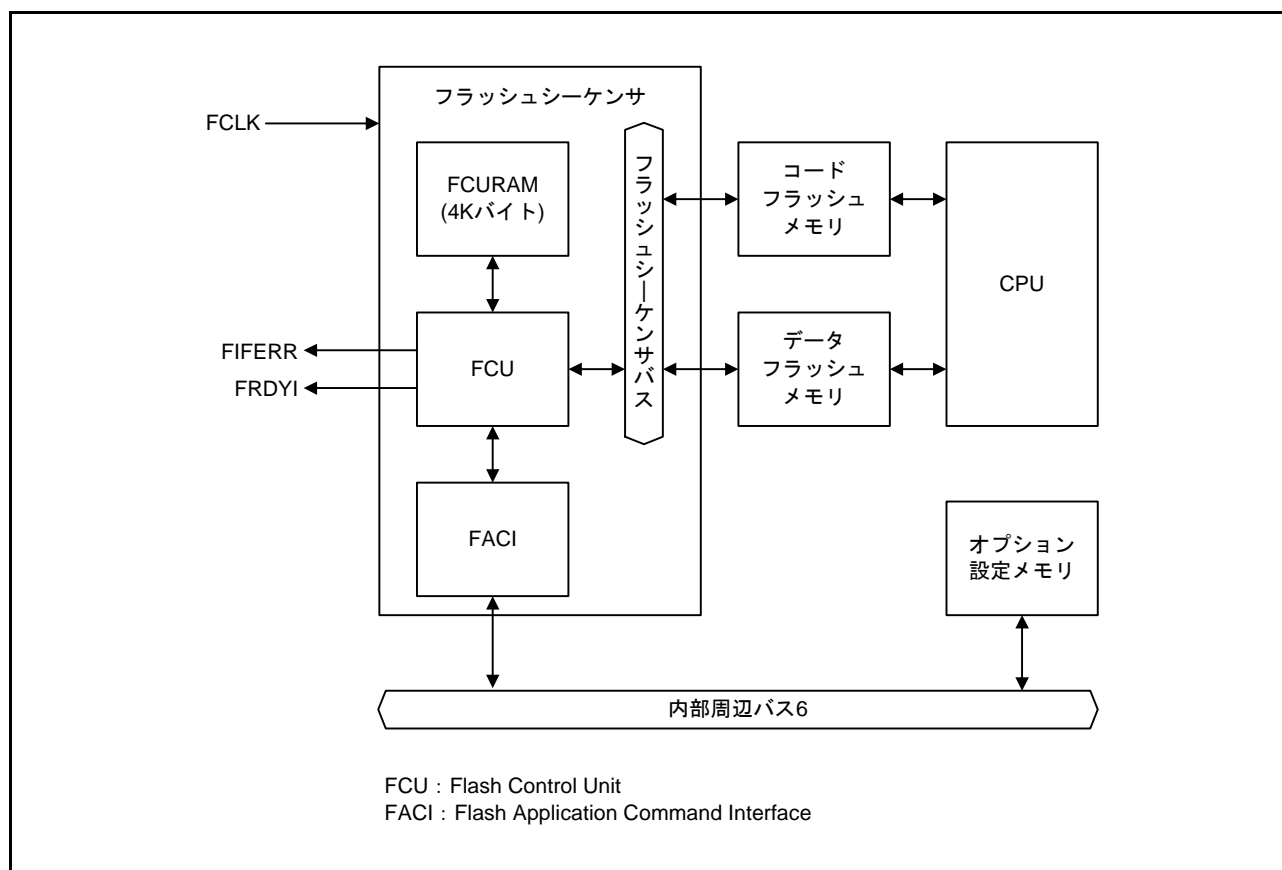 フラッシュシーケンサ
FCLK
FCURAM
(4Kバイト)
フラッシュシーケンサバス
コード
フラッシュ
メモリ
CPU
FIFERR
FRDYI
FCU
データ
フラッシュ
メモリ
FACI
オプション
設定メモリ
内部周辺バス6
FCU：Flash Control Unit
FACI：Flash Application Command Interface